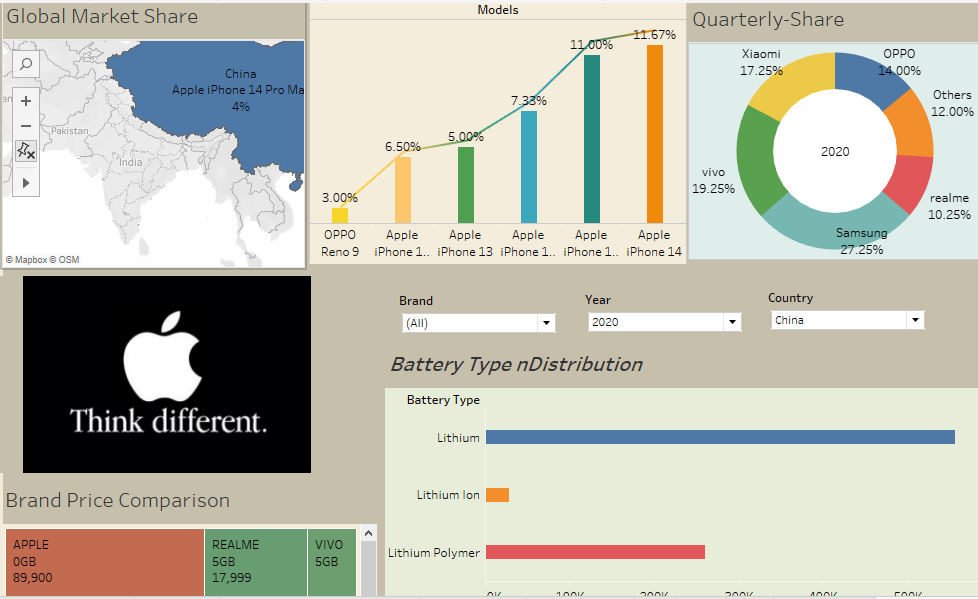 Global Market Share
China
Apple iPhone 14 Pro Ma
4%
Pakistan
India
© Mapbox © OSM
Models
3.00%
6.50%
5.00%
7.33%
11.00%
11.67%
OPPO
Reno 9
Apple
iPhone 1..
Apple
iPhone 13
Apple
iPhone 1..
Apple
iPhone 1..
Apple
iPhone 14
Quarterly-Share
Xiaomi
17.25%
OPPO
14.00%
Others
12.00%
2020
vivo
19.25%
realme
10.25%
Samsung
27.25%
Think different.
Brand
(All)
Year
2020
Country
China
Battery Type nDistribution
Battery Type
Lithium
Lithium Ion
Lithium Polymer
0K 100K 200K 300K 400K 500K
Brand Price Comparison
APPLE
0GB
89,900
REALME
5GB
17,999
VIVO
5GB